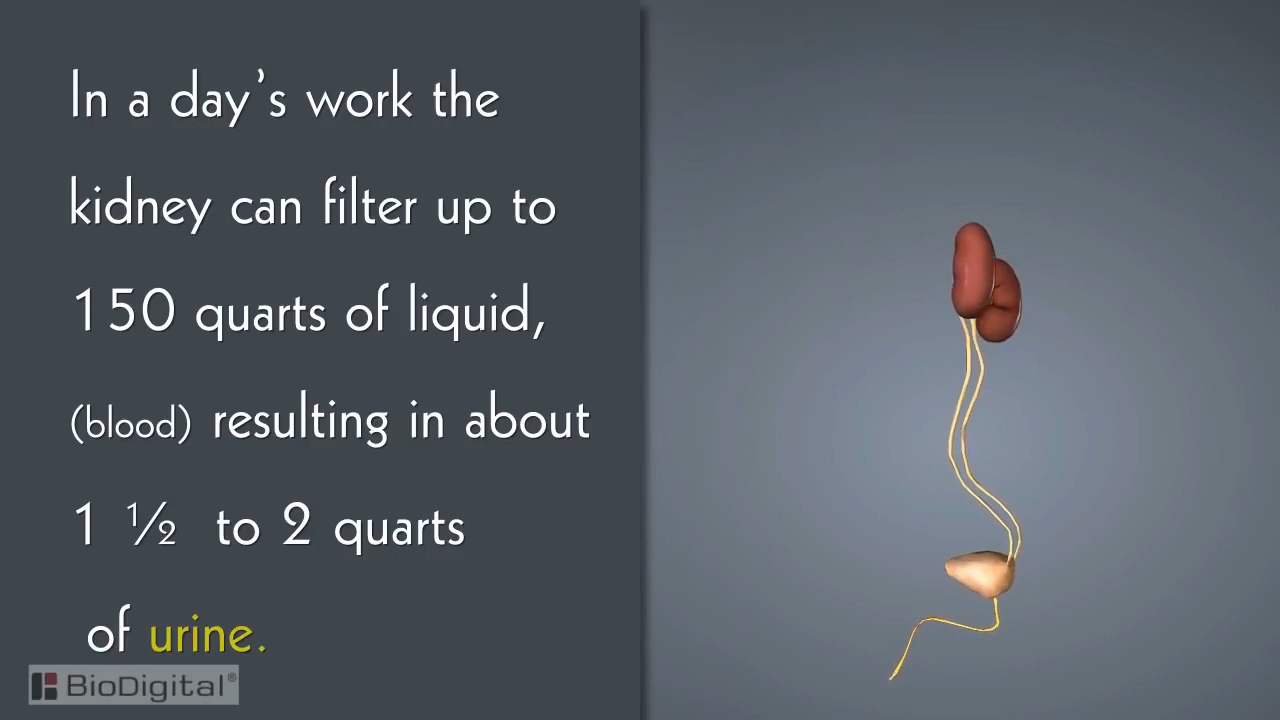 In a day's work the
kidney can filter up to
150 quarts of liquid,
(blood) resulting in about
1 ½ to 2 quarts
of urine.
BioDigital®